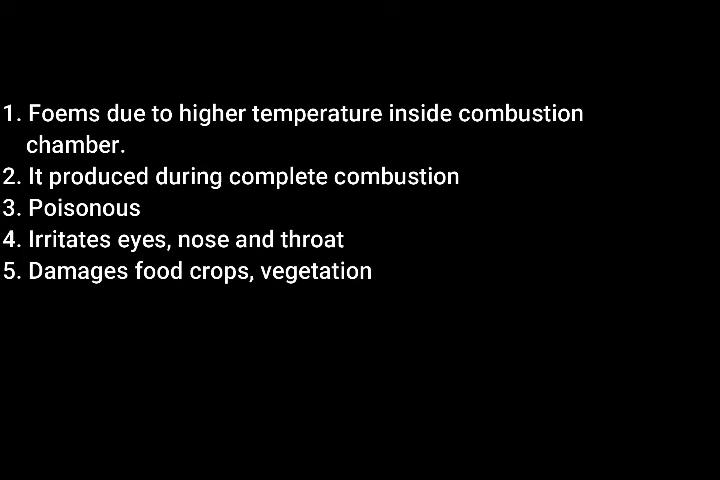 1. Foems due to higher temperature inside combustion
chamber.
2. It produced during complete combustion
3. Poisonous
4. Irritates eyes, nose and throat
5. Damages food crops, vegetation